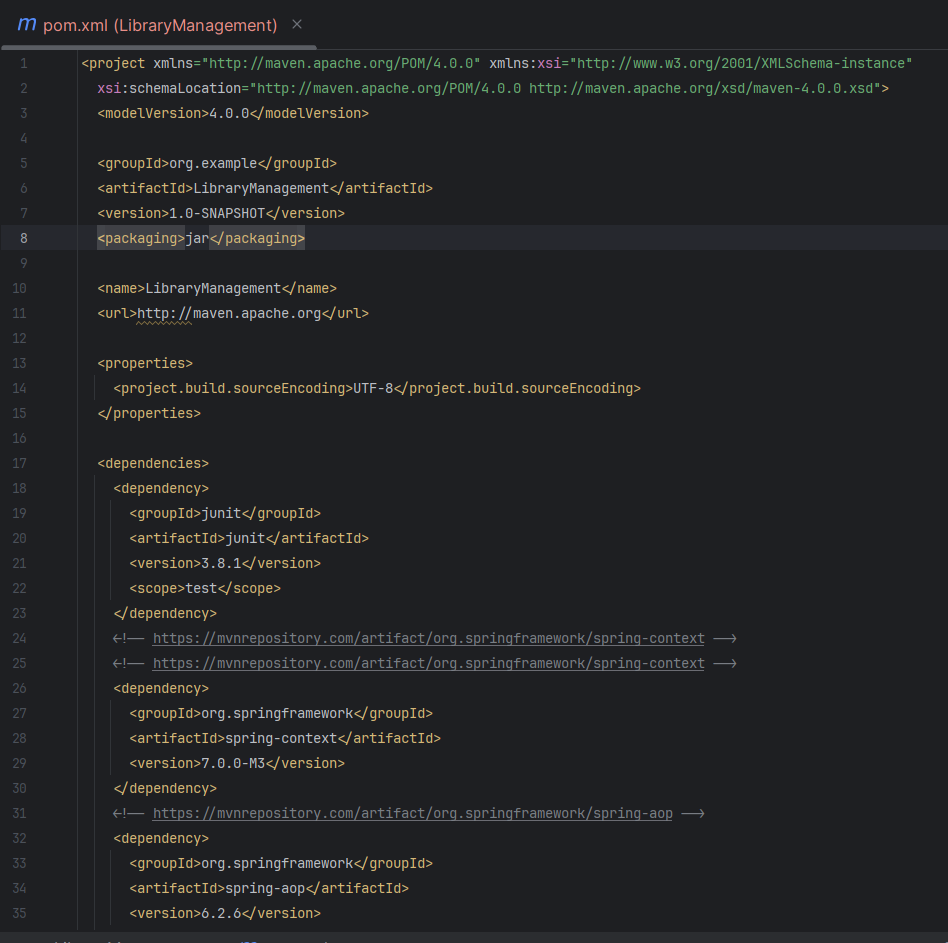 m pom.xml (LibraryManagement) ×
1 <project xmlns="http://maven.apache.org/POM/4.0.0" xmlns:xsi="http://www.w3.org/2001/XMLSchema-instance"
2 xsi:schemaLocation="http://maven.apache.org/POM/4.0.0 http://maven.apache.org/xsd/maven-4.0.0.xsd">
3 <modelVersion>4.0.0</modelVersion>
4
5 <groupId>org.example</groupId>
6 <artifactId>LibraryManagement</artifactId>
7 <version>1.0-SNAPSHOT</version>
8 <packaging>jar</packaging>
9
10 <name>LibraryManagement</name>
11 <url>http://maven.apache.org</url>
12
13 <properties>
14 <project.build.sourceEncoding>UTF-8</project.build.sourceEncoding>
15 </properties>
16
17 <dependencies>
18 <dependency>
19 <groupId>junit</groupId>
20 <artifactId>junit</artifactId>
21 <version>3.8.1</version>
22 <scope>test</scope>
23 </dependency>
24 <!-- https://mvnrepository.com/artifact/org.springframework/spring-context -->
25 <!-- https://mvnrepository.com/artifact/org.springframework/spring-context -->
26 <dependency>
27 <groupId>org.springframework</groupId>
28 <artifactId>spring-context</artifactId>
29 <version>7.0.0-M3</version>
30 </dependency>
31 <!-- https://mvnrepository.com/artifact/org.springframework/spring-aop -->
32 <dependency>
33 <groupId>org.springframework</groupId>
34 <artifactId>spring-aop</artifactId>
35 <version>6.2.6</version>